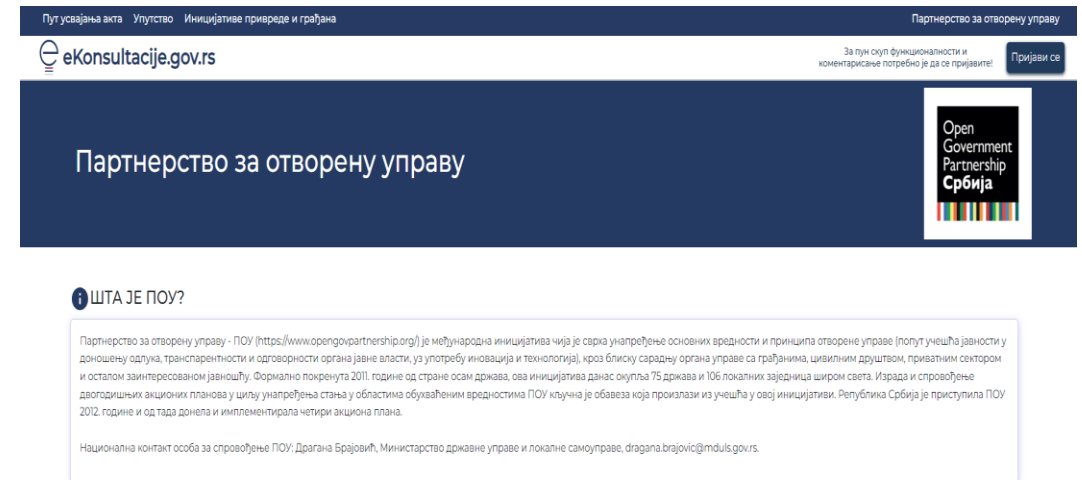 Пут усвајања акта Упутство Иницијативе привреде и грађана Партнерство за отворену управу
eKonsultacije.gov.rs
За пун скуп функционалности и
коментарисање потребно је да се пријавите!
Пријави се
Партнерство за отворену управу
Open
Government
Partnership
Србија
ШТА ЈЕ ПОУ?
Партнерство за отворену управу - ПОУ (https://www.opengovpartnership.org/) је међународна иницијатива чија је сврха унапређење основних вредности и принципа отворене управе (попут учешћа јавности у
доношењу одлука, транспарентности и одговорности органа јавне власти, уз употребу иновација и технологија), кроз блиску сарадњу органа управе са грађанима, цивилним друштвом, приватним сектором
и осталом заинтересованом јавношћу. Формално покренута 2011. године од стране осам држава, ова иницијатива данас окупља 75 држава и 106 локалних заједница широм света. Израда и спровођење
двогодишњих акционих планова у циљу унапређења стања у областима обухваћеним вредностима ПОУ кључна је обавеза која произлази из учешћа у овој иницијативи. Република Србија је приступила ПОУ
2012. године и од тада донела и имплементирала четири акциона плана.
Национална контакт особа за спровођење ПОУ: Драгана Брајовић, Министарство државне управе и локалне самоуправе, dragana.brajovic@mduls.gov.rs.